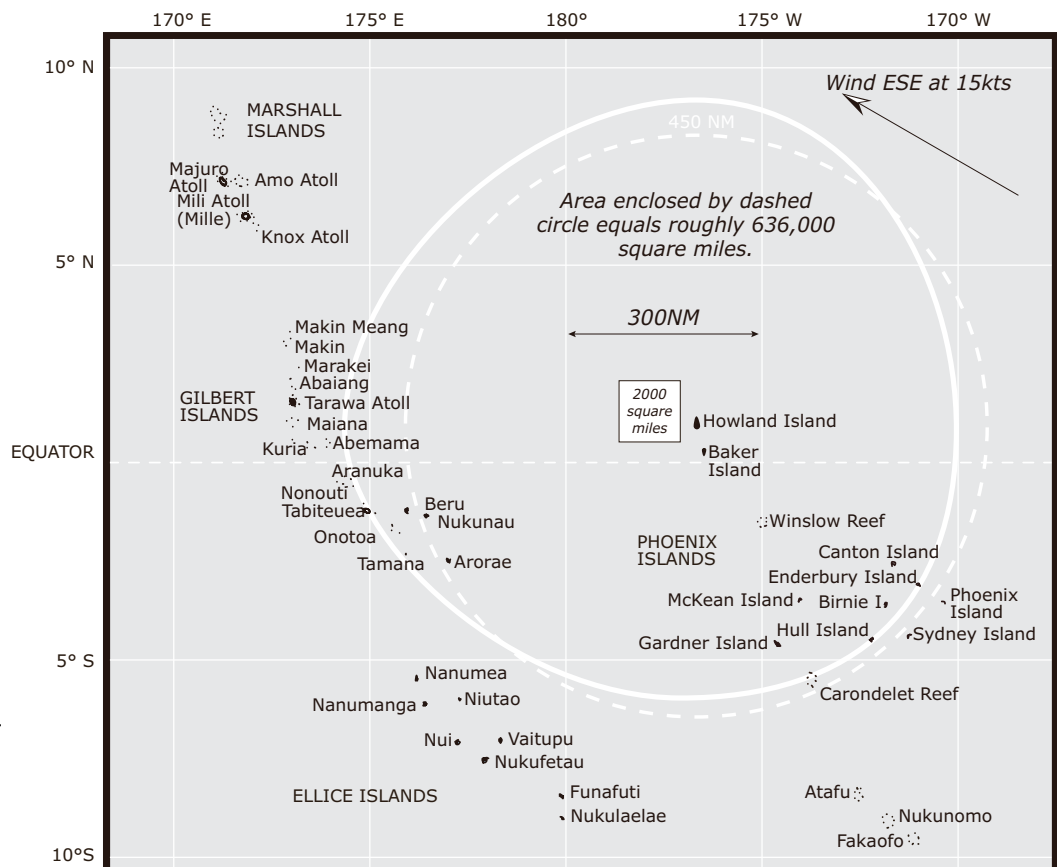 170° E
175° E
180°
175° W
170° W
10° N
Wind ESE at 15kts
MARSHALL
ISLANDS
450 NM
Majuro
Atoll
Amo Atoll
Mili Atoll
(Mille)
Knox Atoll
Area enclosed by dashed
circle equals roughly 636,000
square miles.
5° N
300NM
Makin Meang
Makin
Marakei
Abaiang
GILBERT
ISLANDS
Tarawa Atoll
Maiana
Kuria
Abemama
2000
square
miles
Howland Island
Baker
Island
EQUATOR
Aranuka
Nonouti
Tabiteuea
Beru
Nukunau
Onotoa
Tamana
Arorae
Winslow Reef
PHOENIX
ISLANDS
Canton Island
Enderbury Island
McKean Island
Birnie I.
Phoenix
Island
Gardner Island
Hull Island
Sydney Island
5° S
Carondelet Reef
Nanumea
Nanumanga
Niutao
Nui
Vaitupu
Nukufetau
ELLICE ISLANDS
Funafuti
Nukulaelae
Atafu
Nukunomo
Fakaofo
10°S